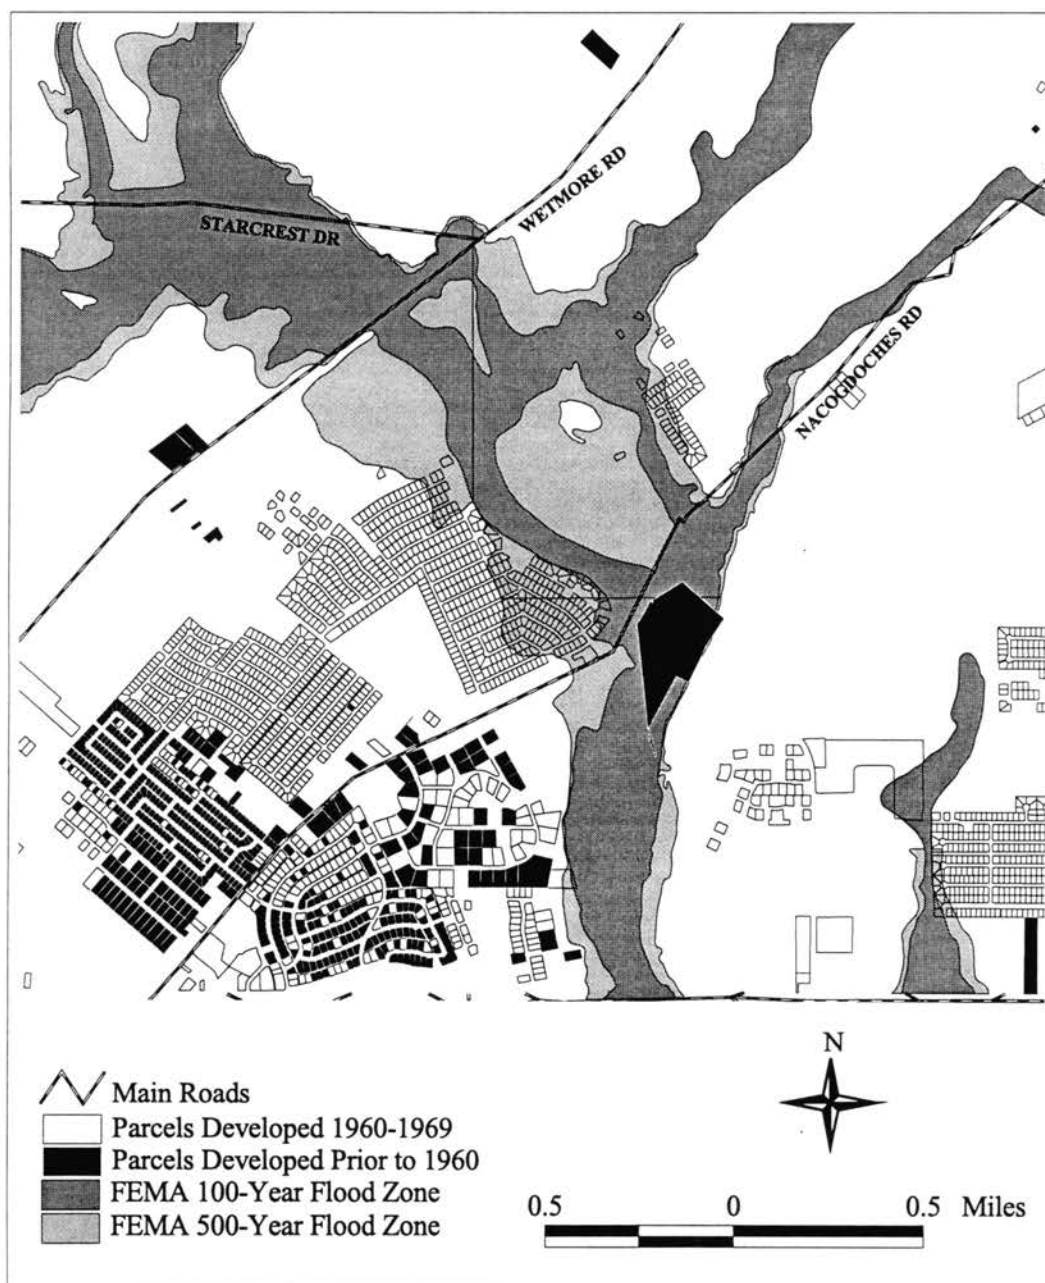 WETMORE RD
STARCREST DR
NACOGDOCHES RD
N
Main Roads
Parcels Developed 1960-1969
Parcels Developed Prior to 1960
FEMA 100-Year Flood Zone
FEMA 500-Year Flood Zone
0.5 0 0.5 Miles